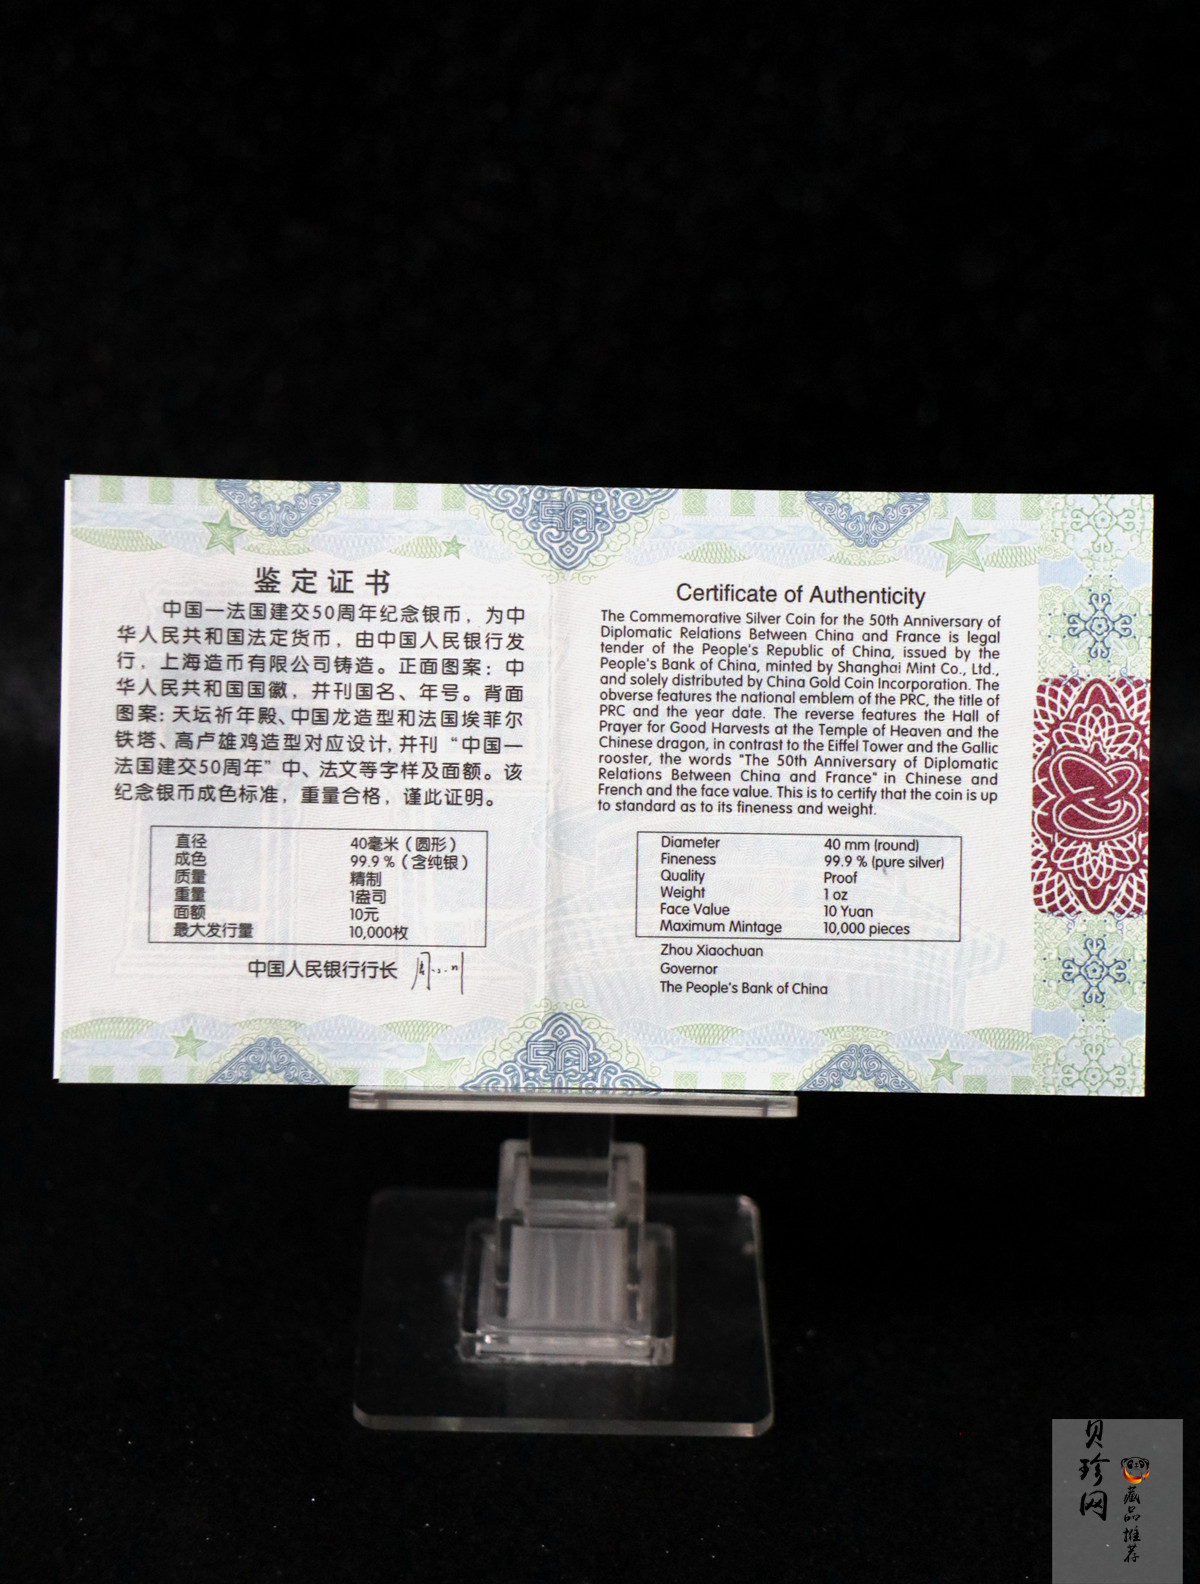 鉴定证书
中国一法国建交50周年纪念银币，为中
华人民共和国法定货币，由中国人民银行发
行，上海造币有限公司铸造。正面图案：中
华人民共和国国徽，并刊国名、年号。背面
图案：天坛祈年殿、中国龙造型和法国埃菲尔
铁塔、高卢雄鸡造型对应设计，并刊“中国一
法国建交50周年”中、法文等字样及面额。该
纪念银币成色标准，重量合格，谨此证明。
直径 40毫米（圆形）
成色 99.9％（含纯银）
质量 精制
重量 1盎司
面额 10元
最大发行量 10,000枚
中国人民银行行长
Certificate of Authenticity
The Commemorative Silver Coin for the 50th Anniversary of
Diplomatic Relations Between China and France is legal
tender of the People's Republic of China, issued by the
People's Bank of China, minted by Shanghai Mint Co., Ltd.,
and solely distributed by China Gold Coin Incorporation. The
obverse features the national emblem of the PRC, the title of
PRC and the year date. The reverse features the Hall of
Prayer for Good Harvests at the Temple of Heaven and the
Chinese dragon, in contrast to the Eiffel Tower and the Gallic
rooster, the words "The 50th Anniversary of Diplomatic
Relations Between China and France" in Chinese and
French and the face value. This is to certify that the coin is up
to standard as to its fineness and weight.
Diameter 40 mm (round)
Fineness 99.9 % (pure silver)
Quality Proof
Weight 1 oz
Face Value 10 Yuan
Maximum Mintage 10,000 pieces
Zhou Xiaochuan
Governor
The People's Bank of China
50
50
贝珍网
藏品推荐